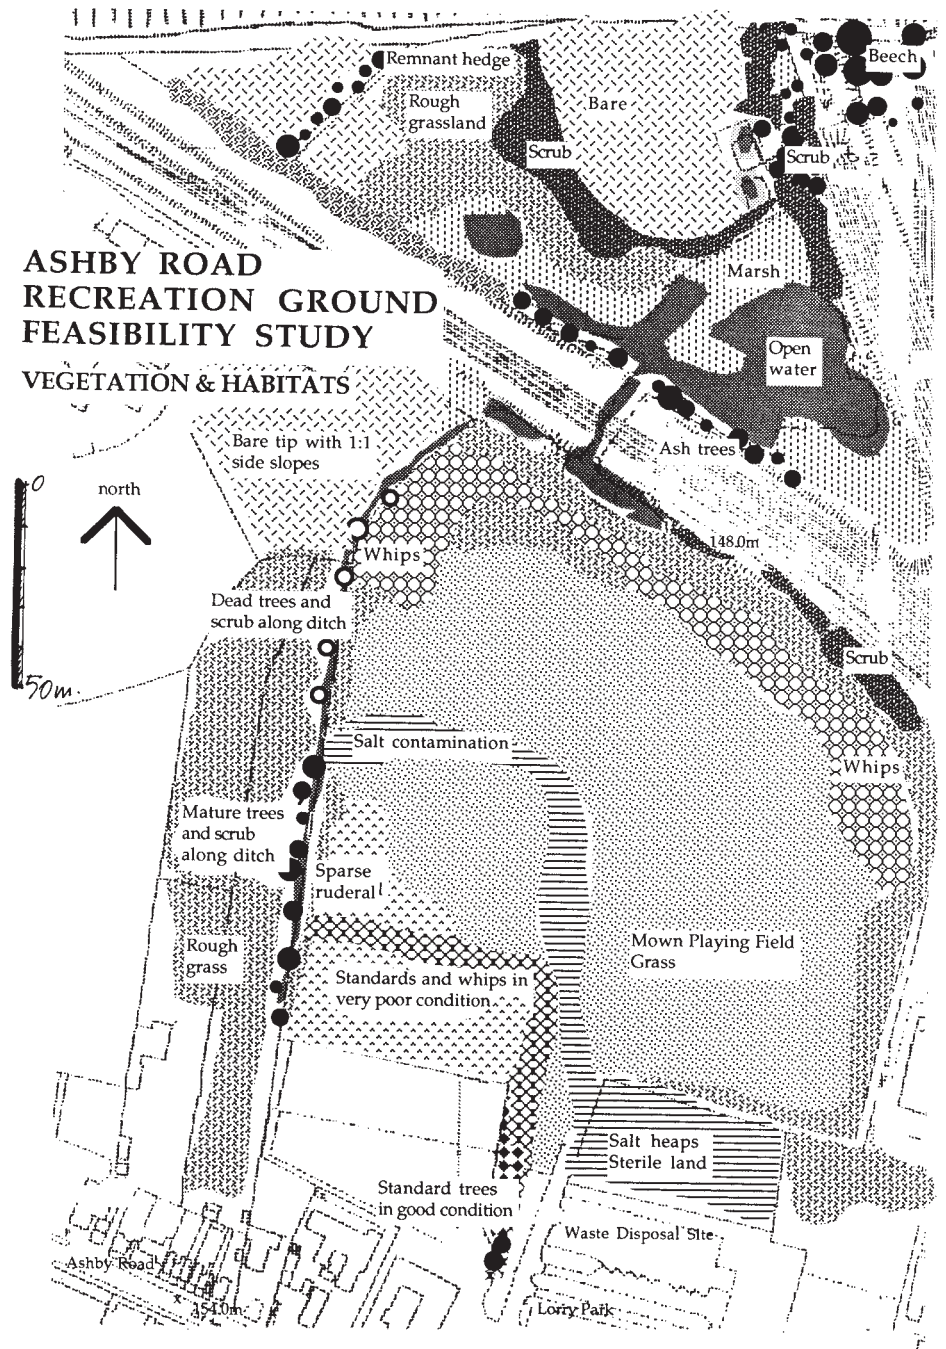 Remnant hedge
Beech
Rough
grassland
Bare
Scrub
Scrub
ASHBY ROAD
RECREATION GROUND
FEASIBILITY STUDY
VEGETATION & HABITATS
Marsh
Open
water
Bare tip with 1:1
side slopes
Ash trees
0
north
148.0m
Whips
Dead trees and
scrub along ditch
Scrub
50m
Salt contamination
Whips
Mature trees
and scrub
along ditch
Sparse
ruderal
Rough
grass
Mown Playing Field
Grass
Standards and whips in
very poor condition
Salt heaps
Sterile land
Standard trees
in good condition
Waste Disposal Site
Ashby Road
154.0m
Lorry Park